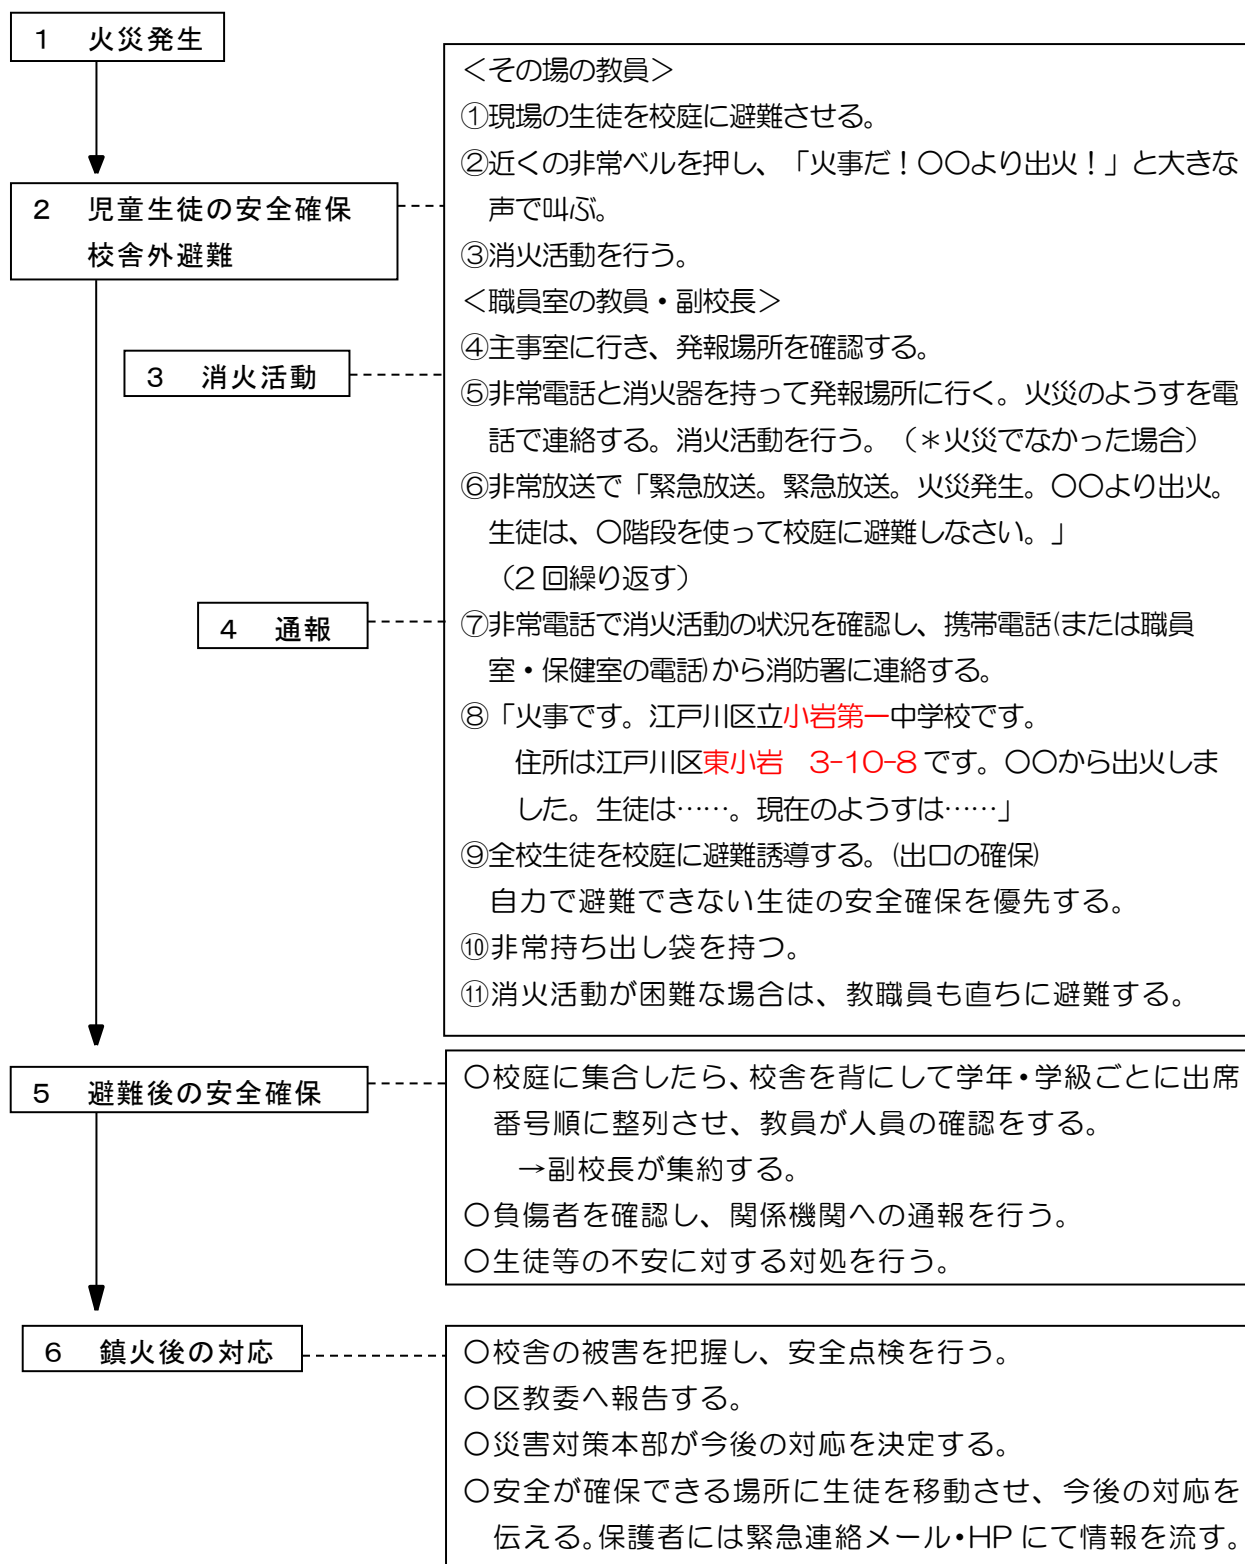 １　火災発生
２　児童生徒の安全確保
校舎外避難
３　消火活動
４　通報
＜その場の教員＞
①現場の生徒を校庭に避難させる。
②近くの非常ベルを押し、「火事だ！〇〇より出火！」と大きな
声で叫ぶ。
③消火活動を行う。
＜職員室の教員・副校長＞
④主事室に行き、発報場所を確認する。
⑤非常電話と消火器を持って発報場所に行く。火災のようすを電
話で連絡する。消火活動を行う。（＊火災でなかった場合）
⑥非常放送で「緊急放送。緊急放送。火災発生。〇〇より出火。
生徒は、〇階段を使って校庭に避難しなさい。」
（2 回繰り返す）
⑦非常電話で消火活動の状況を確認し、携帯電話(または職員
室・保健室の電話)から消防署に連絡する。
⑧「火事です。江戸川区立小岩第一中学校です。
住所は江戸川区東小岩　3-10-8 です。〇〇から出火しま
した。生徒は……。現在のようすは……」
⑨全校生徒を校庭に避難誘導する。(出口の確保)
自力で避難できない生徒の安全確保を優先する。
⑩非常持ち出し袋を持つ。
⑪消火活動が困難な場合は、教職員も直ちに避難する。
５　避難後の安全確保
〇校庭に集合したら、校舎を背にして学年・学級ごとに出席
番号順に整列させ、教員が人員の確認をする。
→副校長が集約する。
〇負傷者を確認し、関係機関への通報を行う。
〇生徒等の不安に対する対処を行う。
６　鎮火後の対応
〇校舎の被害を把握し、安全点検を行う。
〇区教委へ報告する。
〇災害対策本部が今後の対応を決定する。
〇安全が確保できる場所に生徒を移動させ、今後の対応を
伝える。保護者には緊急連絡メール・HP にて情報を流す。